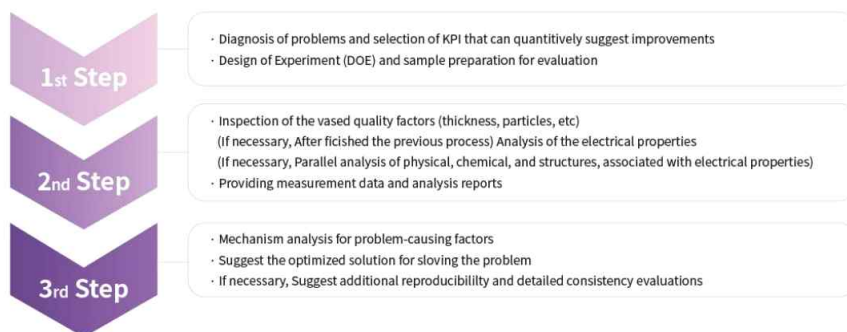 1st Step
· Diagnosis of problems and selection of KPI that can quantitively suggest improvements
· Design of Experiment (DOE) and sample preparation for evaluation
2nd Step
· Inspection of the vased quality factors (thickness, particles, etc)
(If necessary, After ficished the previous process) Analysis of the electrical properties
(If necessary, Parallel analysis of physical, chemical, and structures, associated with electrical properties)
· Providing measurement data and analysis reports
3rd Step
· Mechanism analysis for problem-causing factors
· Suggest the optimized solution for sloving the problem
· If necessary, Suggest additional reproducibililty and detailed consistency evaluations